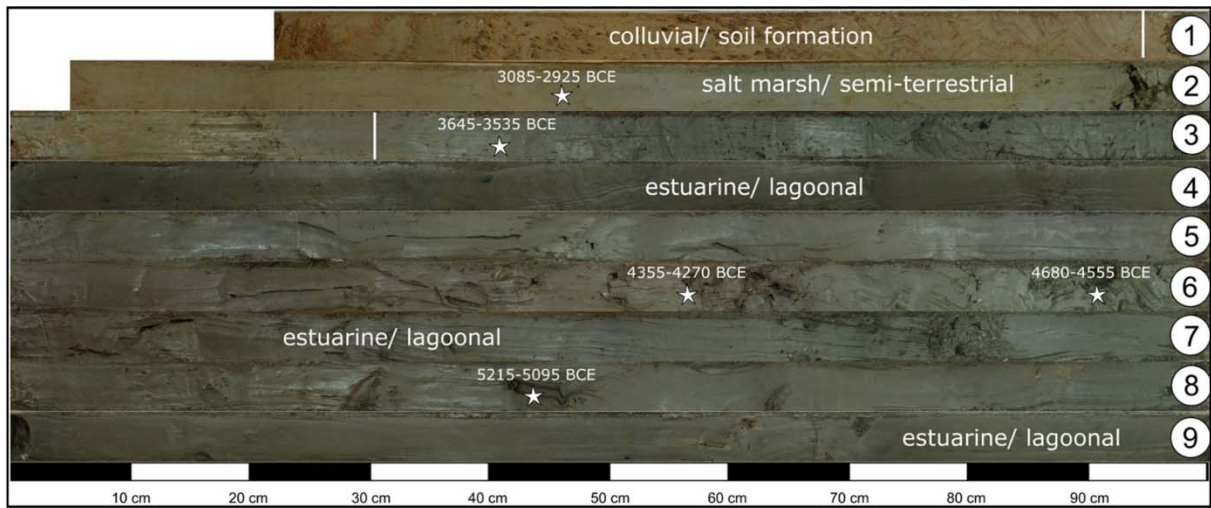 colluvial/ soil formation
1
3085-2925 BCE
salt marsh/ semi-terrestrial
2
3645-3535 BCE
3
estuarine/ lagoonal
4
5
4355-4270 BCE
4680-4555 BCE
6
estuarine/ lagoonal
7
5215-5095 BCE
8
estuarine/ lagoonal
9
10 cm 20 cm 30 cm 40 cm 50 cm 60 cm 70 cm 80 cm 90 cm